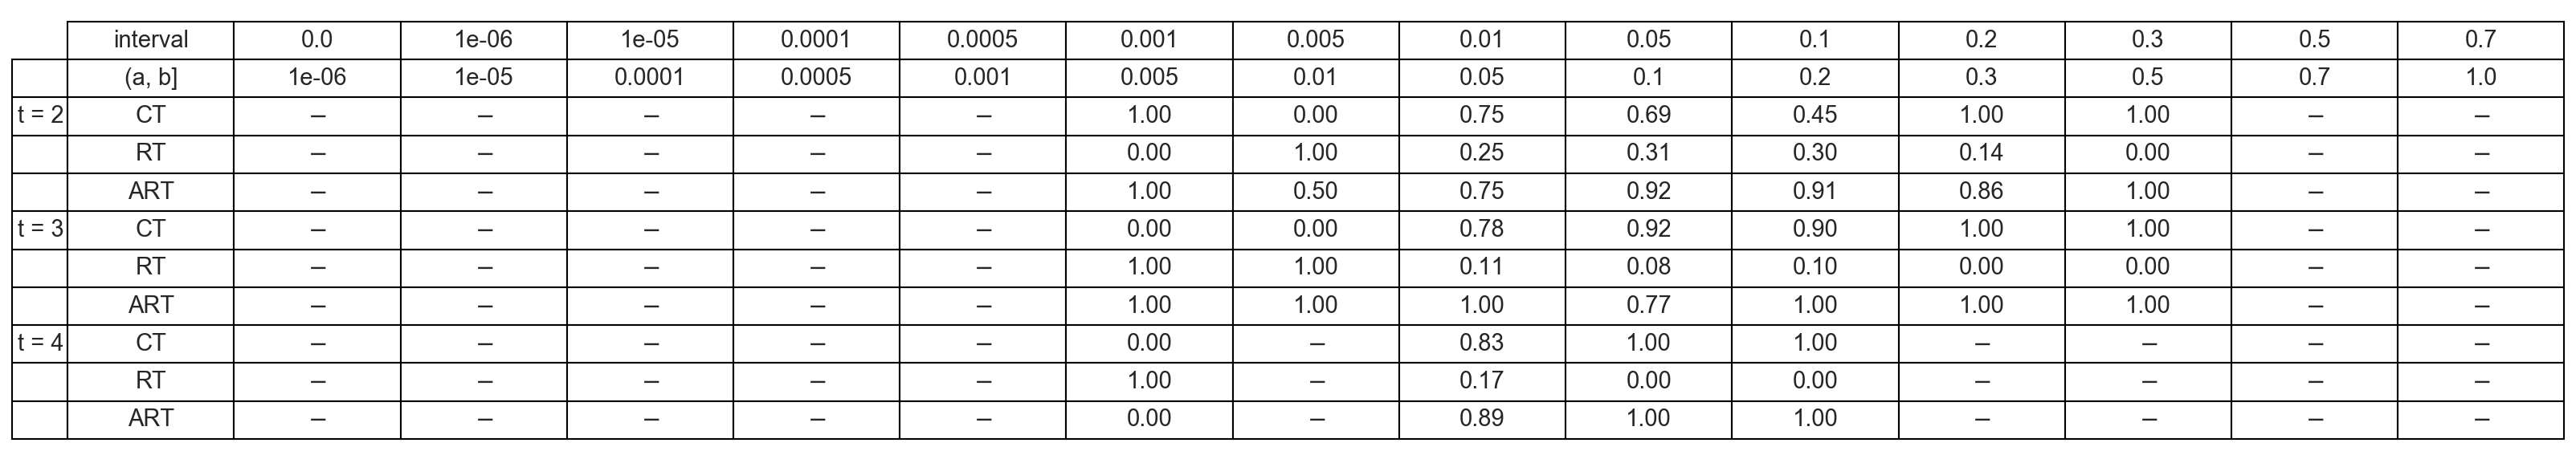 interval 0.0 1e-06 1e-05 0.0001 0.0005 0.001 0.005 0.01 0.05 0.1 0.2 0.3 0.5 0.7
(a, b] 1e-06 1e-05 0.0001 0.0005 0.001 0.005 0.01 0.05 0.1 0.2 0.3 0.5 0.7 1.0
t = 2 CT – – – – – 1.00 0.00 0.75 0.69 0.45 1.00 1.00 – –
RT – – – – – 0.00 1.00 0.25 0.31 0.30 0.14 0.00 – –
ART – – – – – 1.00 0.50 0.75 0.92 0.91 0.86 1.00 – –
t = 3 CT – – – – – 0.00 0.00 0.78 0.92 0.90 1.00 1.00 – –
RT – – – – – 1.00 1.00 0.11 0.08 0.10 0.00 0.00 – –
ART – – – – – 1.00 1.00 1.00 0.77 1.00 1.00 1.00 – –
t = 4 CT – – – – – 0.00 – 0.83 1.00 1.00 – – – –
RT – – – – – 1.00 – 0.17 0.00 0.00 – – – –
ART – – – – – 0.00 – 0.89 1.00 1.00 – – – –